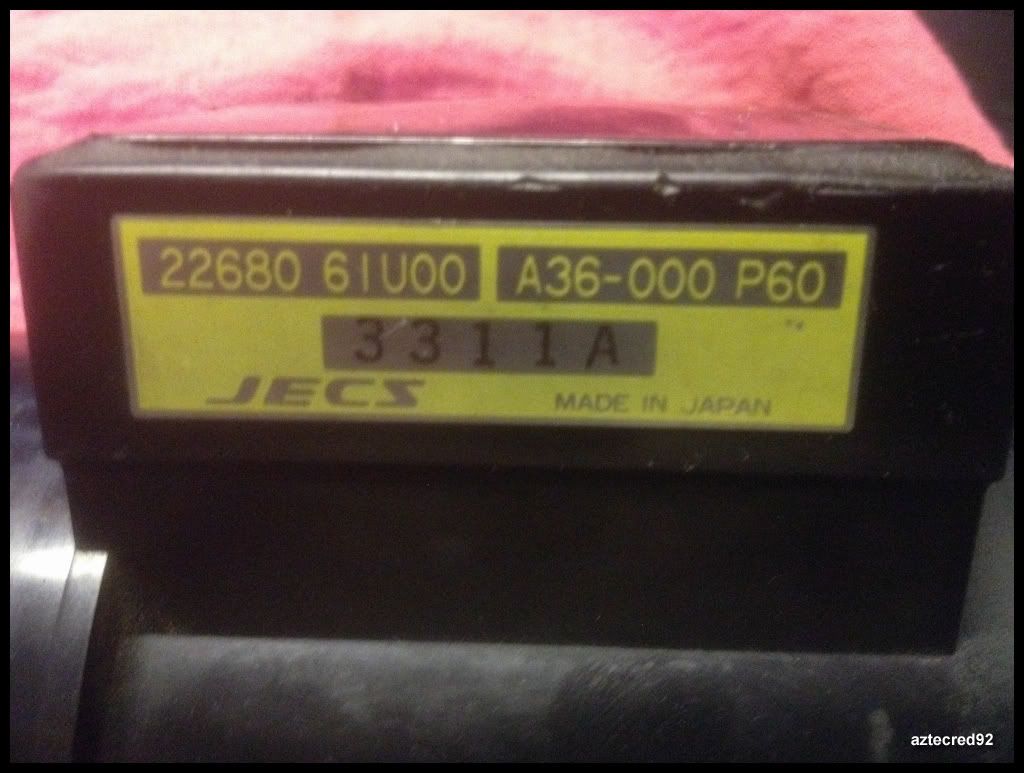 22680 61U00 A36-000 P60
3311A
JECS MADE IN JAPAN
aztecred92